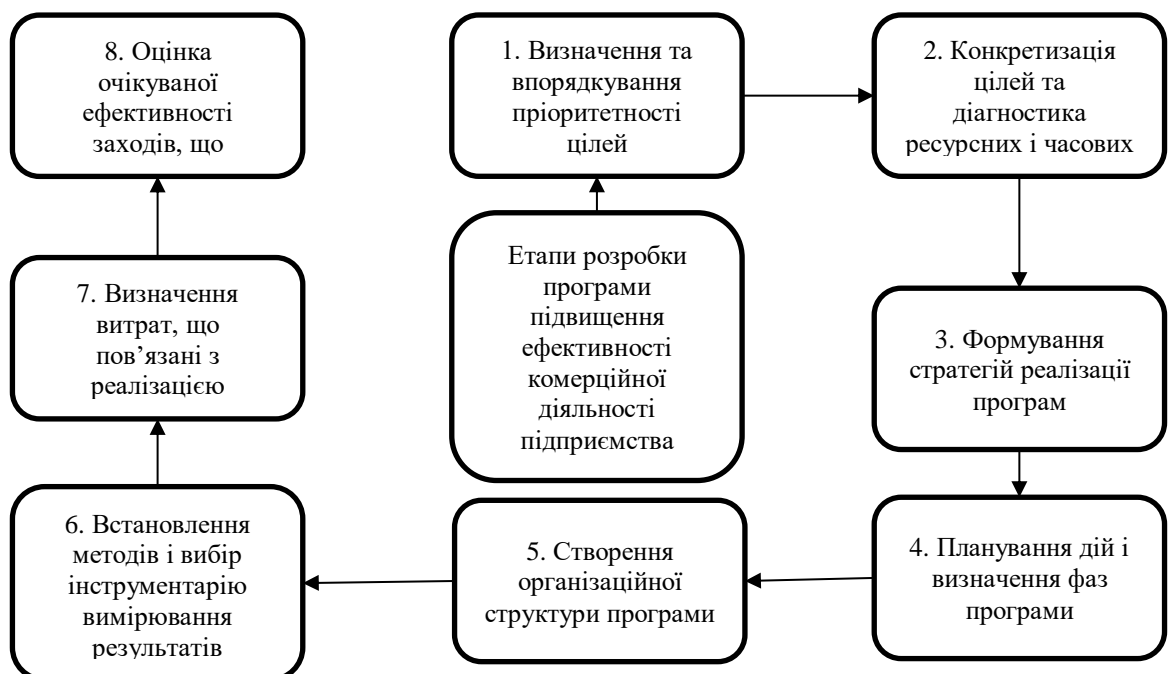 8. Оцінка
очікуваної
ефективності
заходів, що
1. Визначення та
впорядкування
пріоритетності
цілей
2. Конкретизація
цілей та
діагностика
ресурсних і часових
Етапи розробки
програми
підвищення
ефективності
комерційної
діяльності
підприємства
7. Визначення
витрат, що
пов’язані з
реалізацією
3. Формування
стратегій реалізації
програм
6. Встановлення
методів і вибір
інструментарію
вимірювання
результатів
5. Створення
організаційної
структури програми
4. Планування дій і
визначення фаз
програми